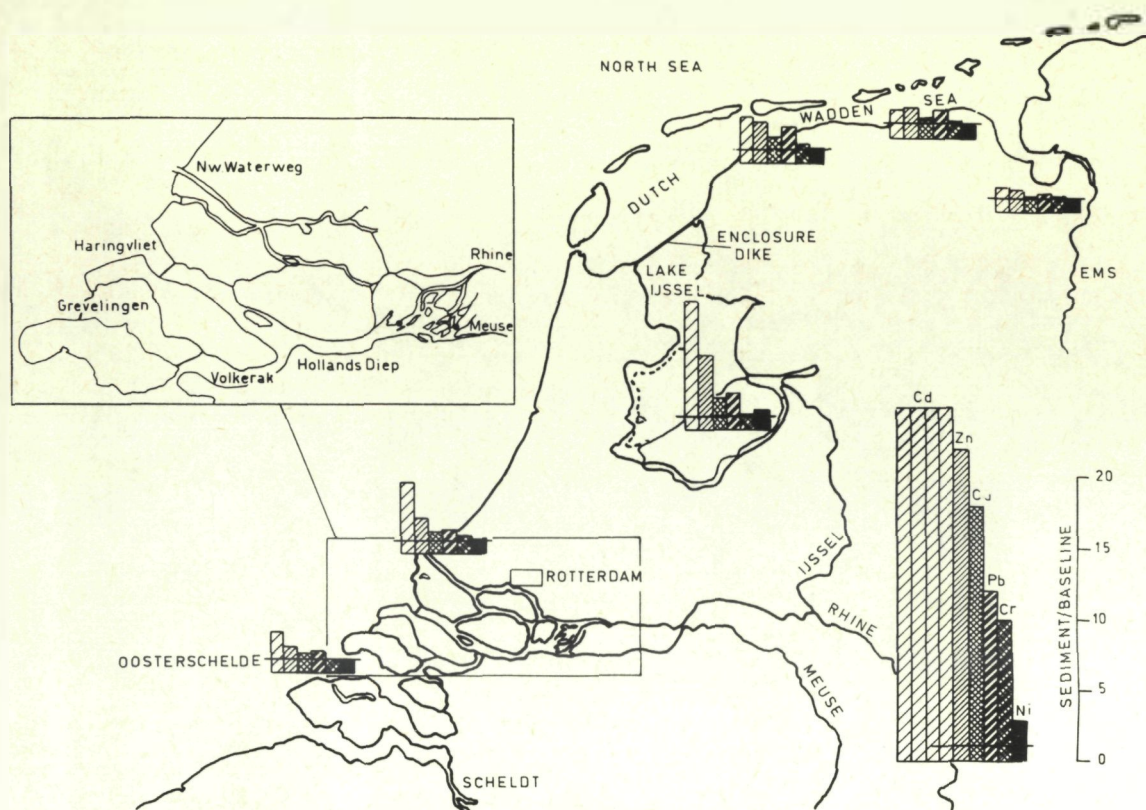 NORTH SEA
WADDEN
SEA
DUTCH
ENCLOSURE
DIKE
LAKE
IJSSEL
EMS
Nw.Waterweg
Haringvliet
Rhine
Grevelingen
Meuse
Hollands Diep
Volkerak
Cd
Zn
Cu
Pb
Cr
Ni
20
15
10
5
0
SEDIMENT/BASELINE
IJSSEL
RHINE
MEUSE
ROTTERDAM
OOSTERSCHELDE
SCHELDT